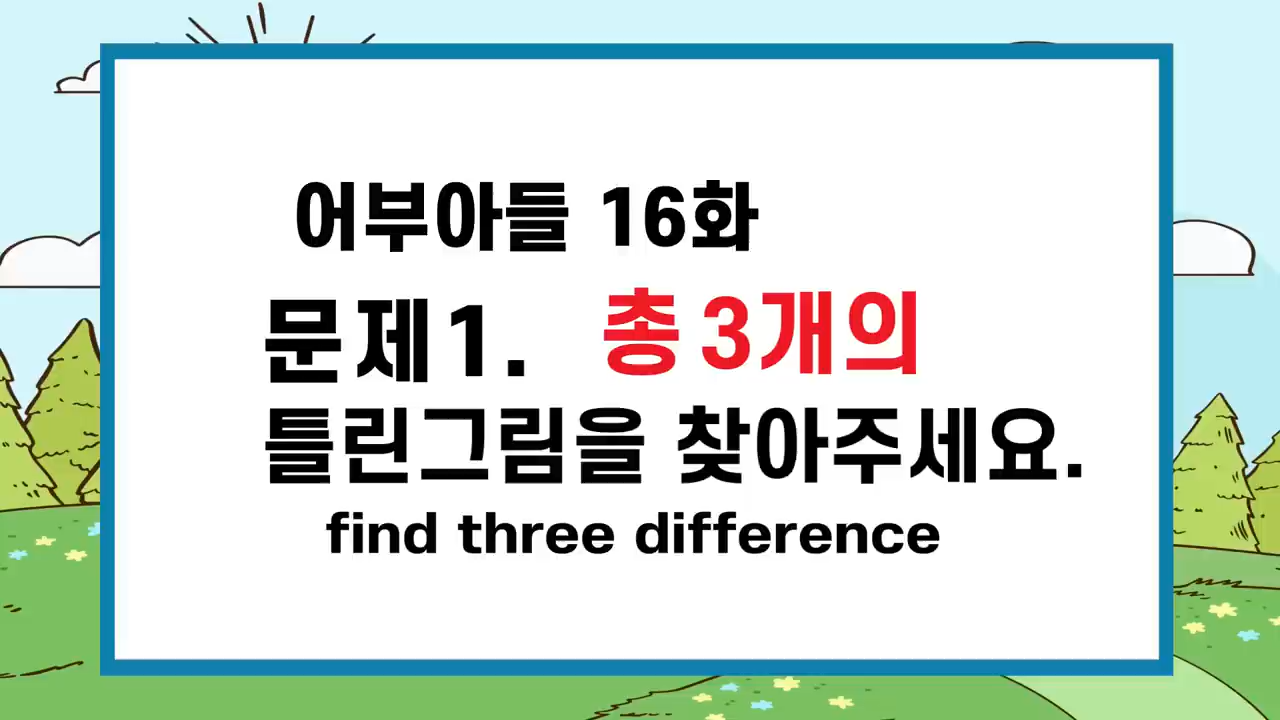 어부아들 16화
문제1. 총 3개의
틀린그림을 찾아주세요.
find three difference